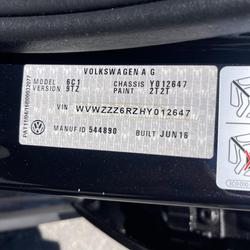 VOLKSWAGEN A G
MODEL 6C1 CHASSIS Y012647
VERSION 9TZ PAINT 2T2T
VIN WVWZZZ6RZHY012647
MANUF ID 544890 BUILT JUN16